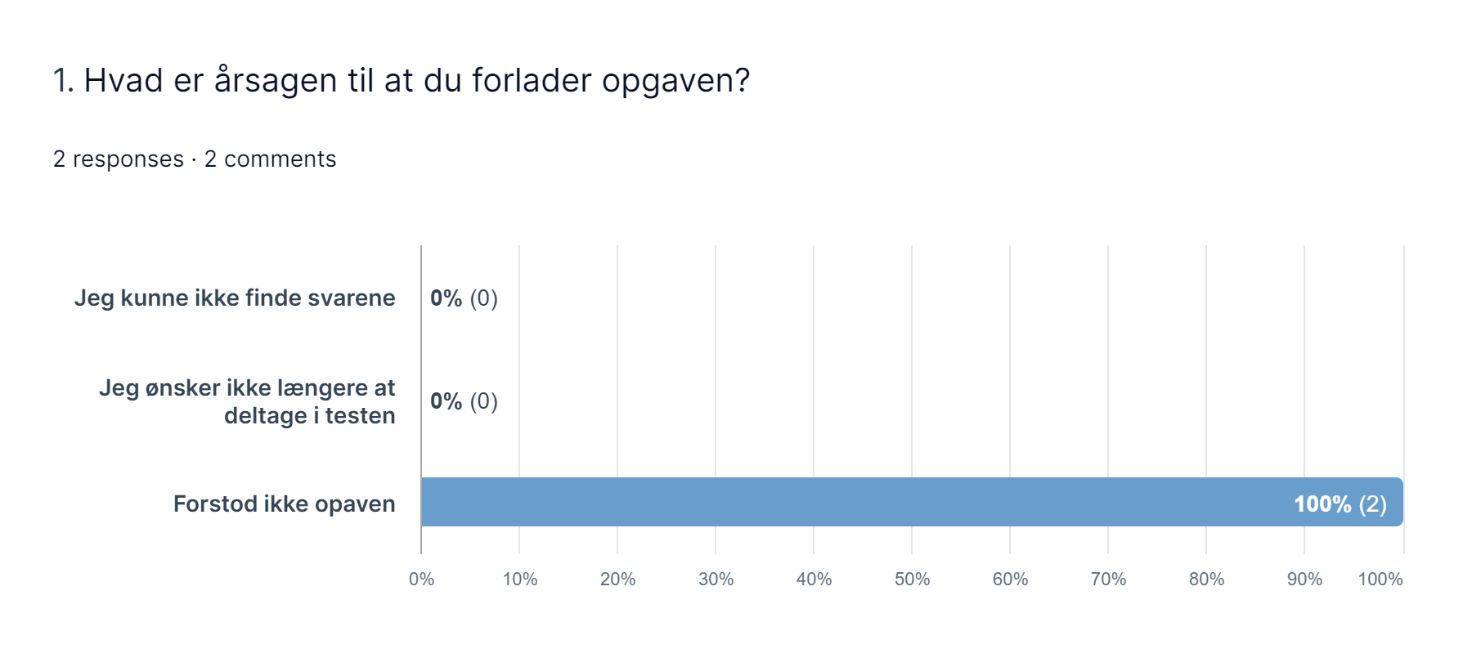 1. Hvad er årsagen til at du forlader opgaven?
2 responses · 2 comments
Jeg kunne ikke finde svarene
0% (0)
Jeg ønsker ikke længere at
deltage i testen
0% (0)
Forstod ikke opaven
100% (2)
0% 10% 20% 30% 40% 50% 60% 70% 80% 90% 100%